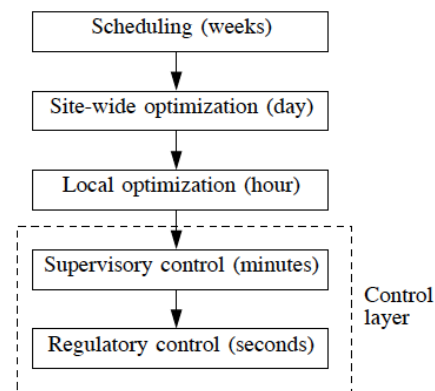 Scheduling (weeks)
Site-wide optimization (day)
Local optimization (hour)
Supervisory control (minutes)
Control
layer
Regulatory control (seconds)